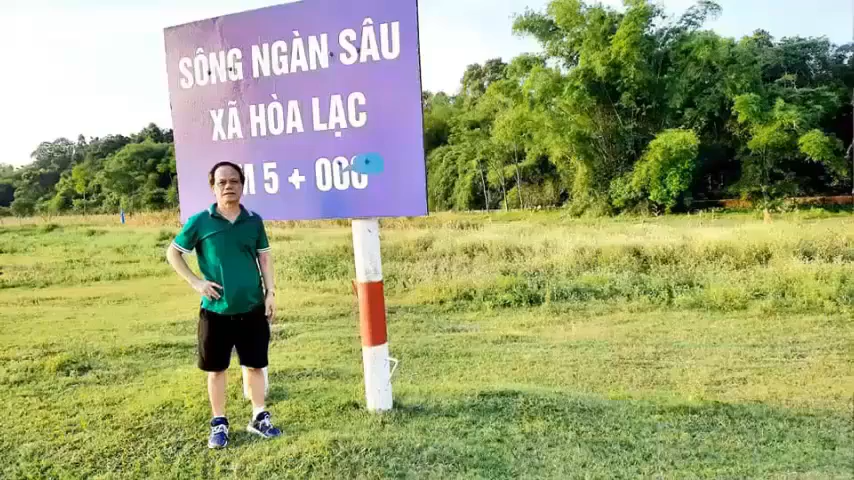 SÔNG NGÀN SÂU
XÃ HÒA LẠC
5 + 000